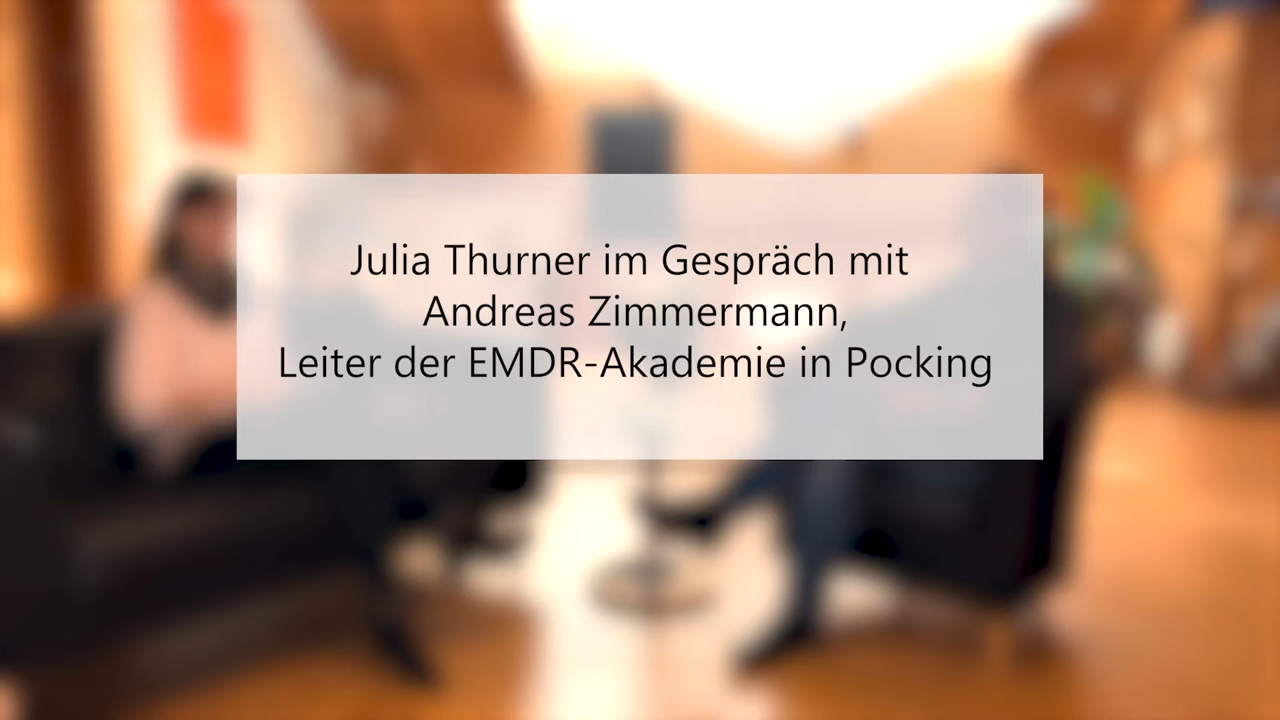 Julia Thurner im Gespräch mit
Andreas Zimmermann,
Leiter der EMDR-Akademie in Pocking